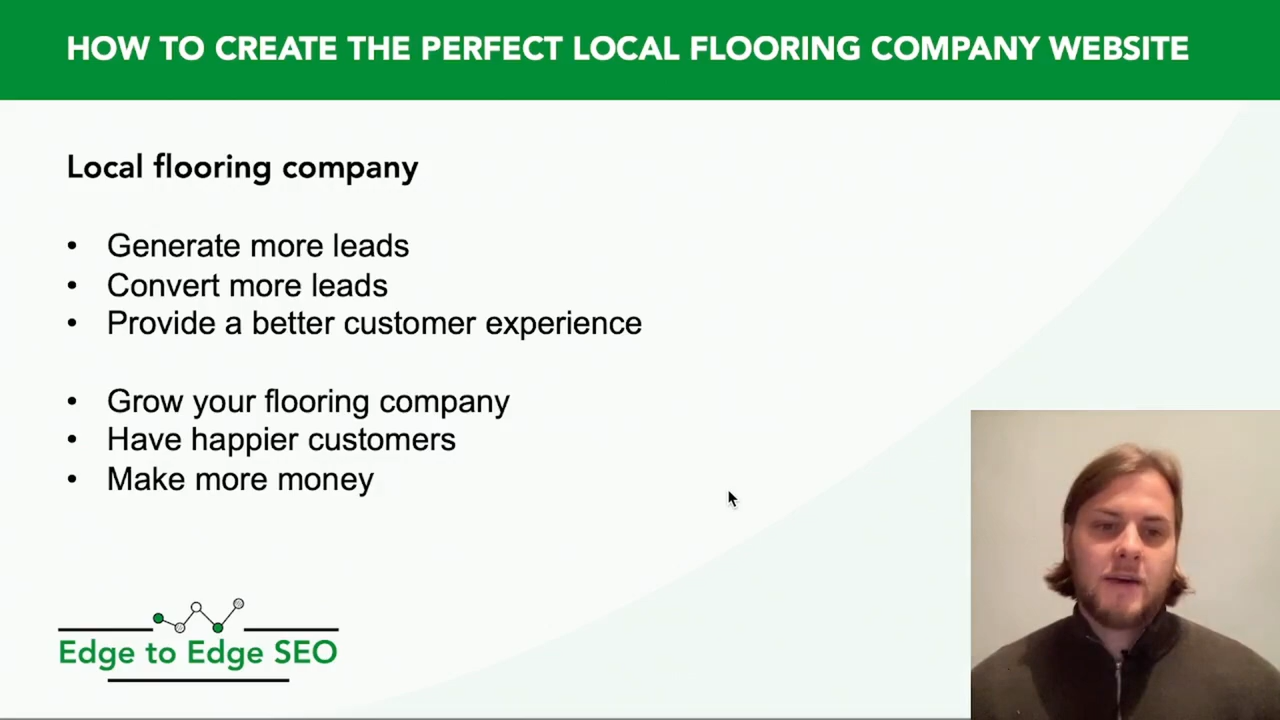 HOW TO CREATE THE PERFECT LOCAL FLOORING COMPANY WEBSITE
Local flooring company
• Generate more leads
• Convert more leads
• Provide a better customer experience
• Grow your flooring company
• Have happier customers
• Make more money
Edge to Edge SEO